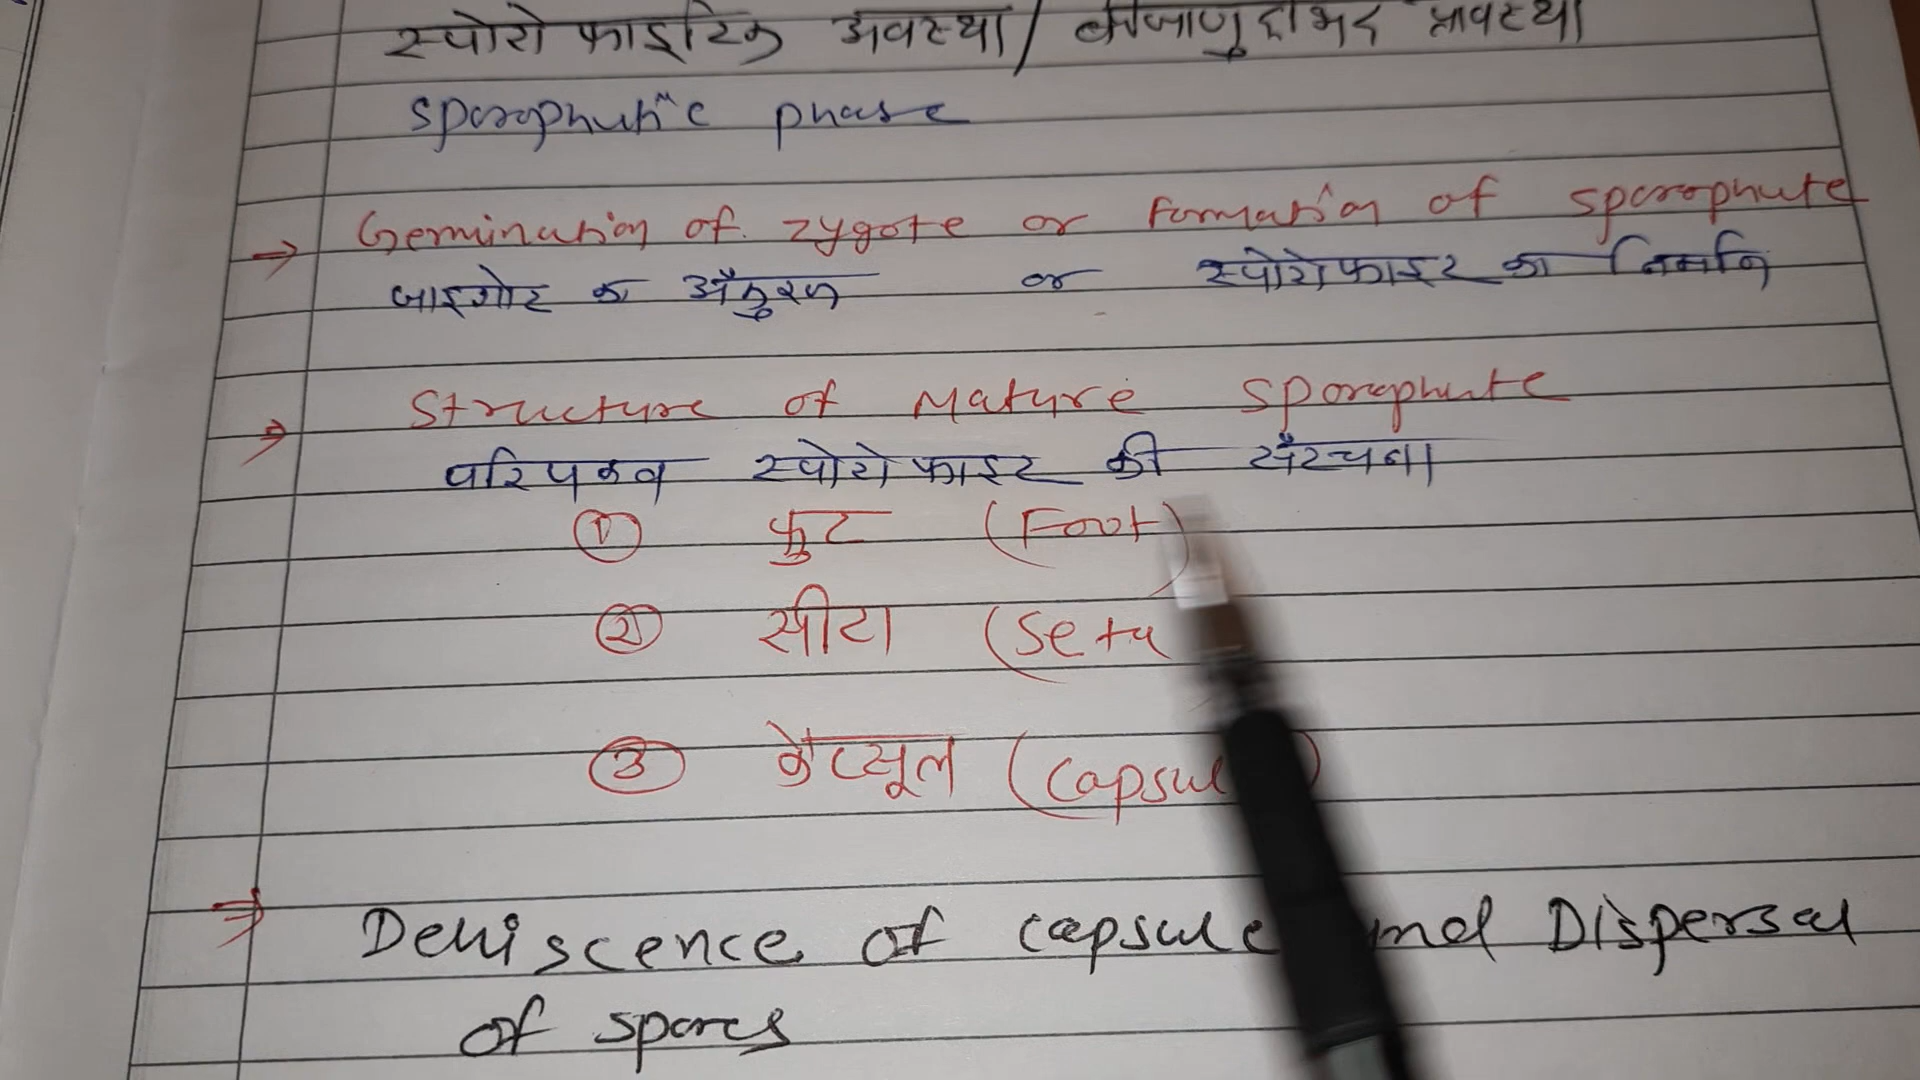 स्पोरोफाइटिक अवस्था / बीजाणुदभिद अवस्था
Sporophytic phase
→ Germination of zygote or Formation of sporophyte
जाइगोट का अँकुरण or स्पोरोफाइट का निर्माण
→ Structure of Mature Sporophyte
परिपक्व स्पोरोफाइट की सँरचना
① फुट (Foot)
② सीटा (Seta
③ कैप्सूल (Capsul )
⇒ Dehiscence of capsule and Dispersal
of spores